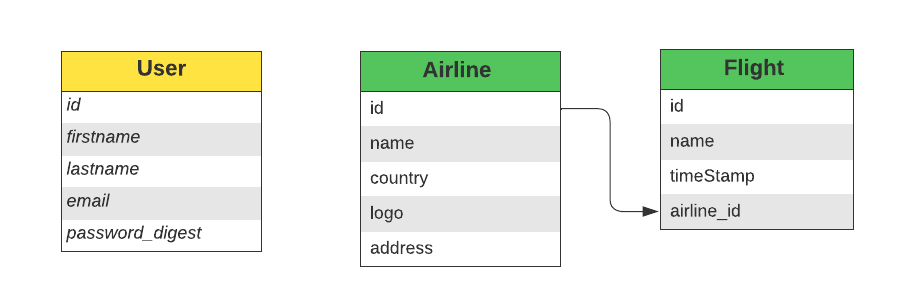 User
id
firstname
lastname
email
password_digest
Airline
id
name
country
logo
address
Flight
id
name
timeStamp
airline_id